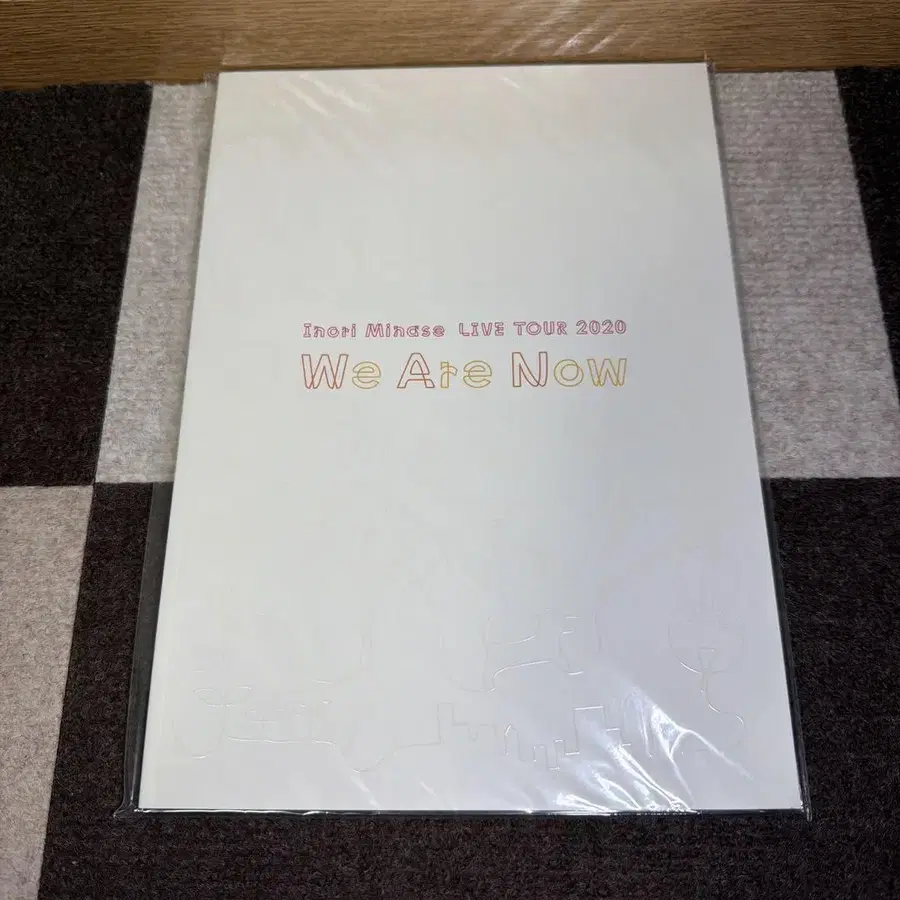 Inori Minase LIVE TOUR 2020
We Are Now